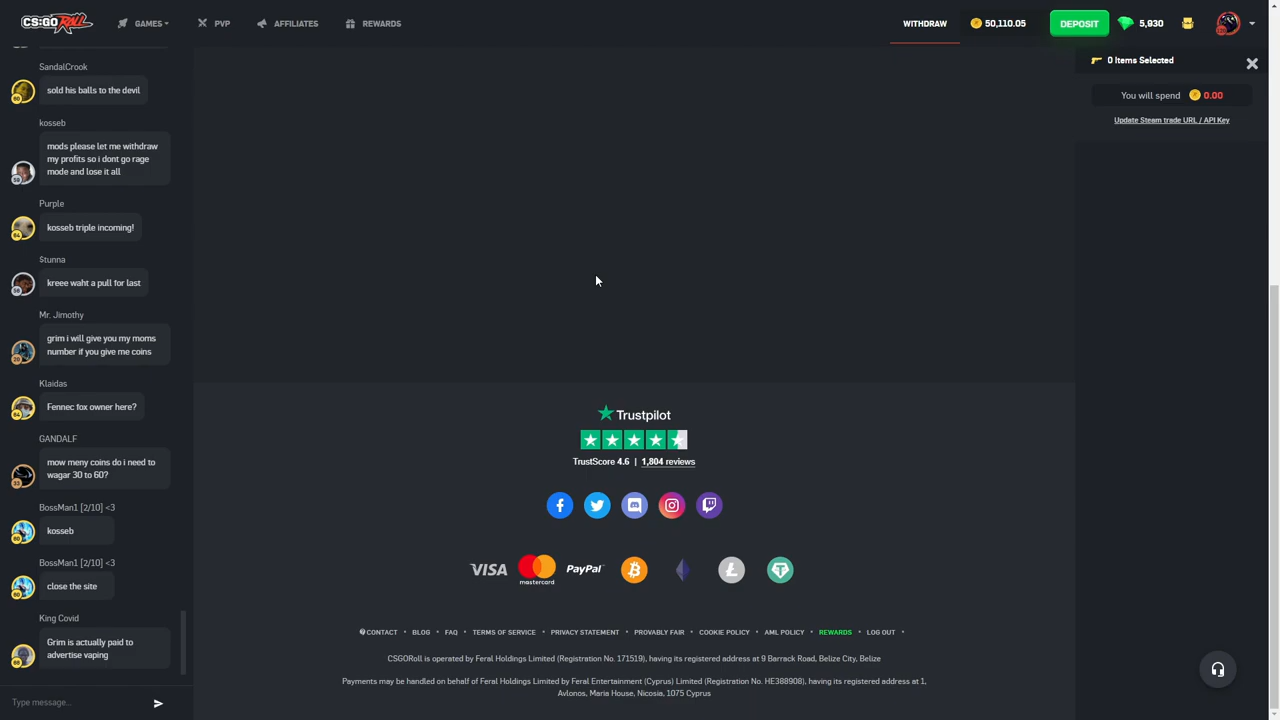 CS:GO ROLL
GAMES
PVP
AFFILIATES
REWARDS
WITHDRAW
50,110.05
DEPOSIT
5,930
SandalCrook
sold his balls to the devil
kosseb
mods please let me withdraw
my profits so i dont go rage
mode and lose it all
Purple
kosseb triple incoming!
$tunna
kreee waht a pull for last
Mr. Jimothy
grim i will give you my moms
number if you give me coins
Klaidas
Fennec fox owner here?
GANDALF
mow meny coins do i need to
wagar 30 to 60?
BossMan1 [2/10] <3
kosseb
BossMan1 [2/10] <3
close the site
King Covid
Grim is actually paid to
advertise vaping
Type message...
0 Items Selected
You will spend 0.00
Update Steam trade URL / API Key
Trustpilot
TrustScore 4.6 | 1,804 reviews
VISA
mastercard
PayPal
CONTACT • BLOG • FAQ • TERMS OF SERVICE • PRIVACY STATEMENT • PROVABLY FAIR • COOKIE POLICY • AML POLICY • REWARDS • LOG OUT •
CSGORoll is operated by Feral Holdings Limited (Registration No. 171519), having its registered address at 9 Barrack Road, Belize City, Belize
Payments may be handled on behalf of Feral Holdings Limited by Feral Entertainment (Cyprus) Limited (Registration No. HE388908), having its registered address at 1,
Avlonos, Maria House, Nicosia, 1075 Cyprus